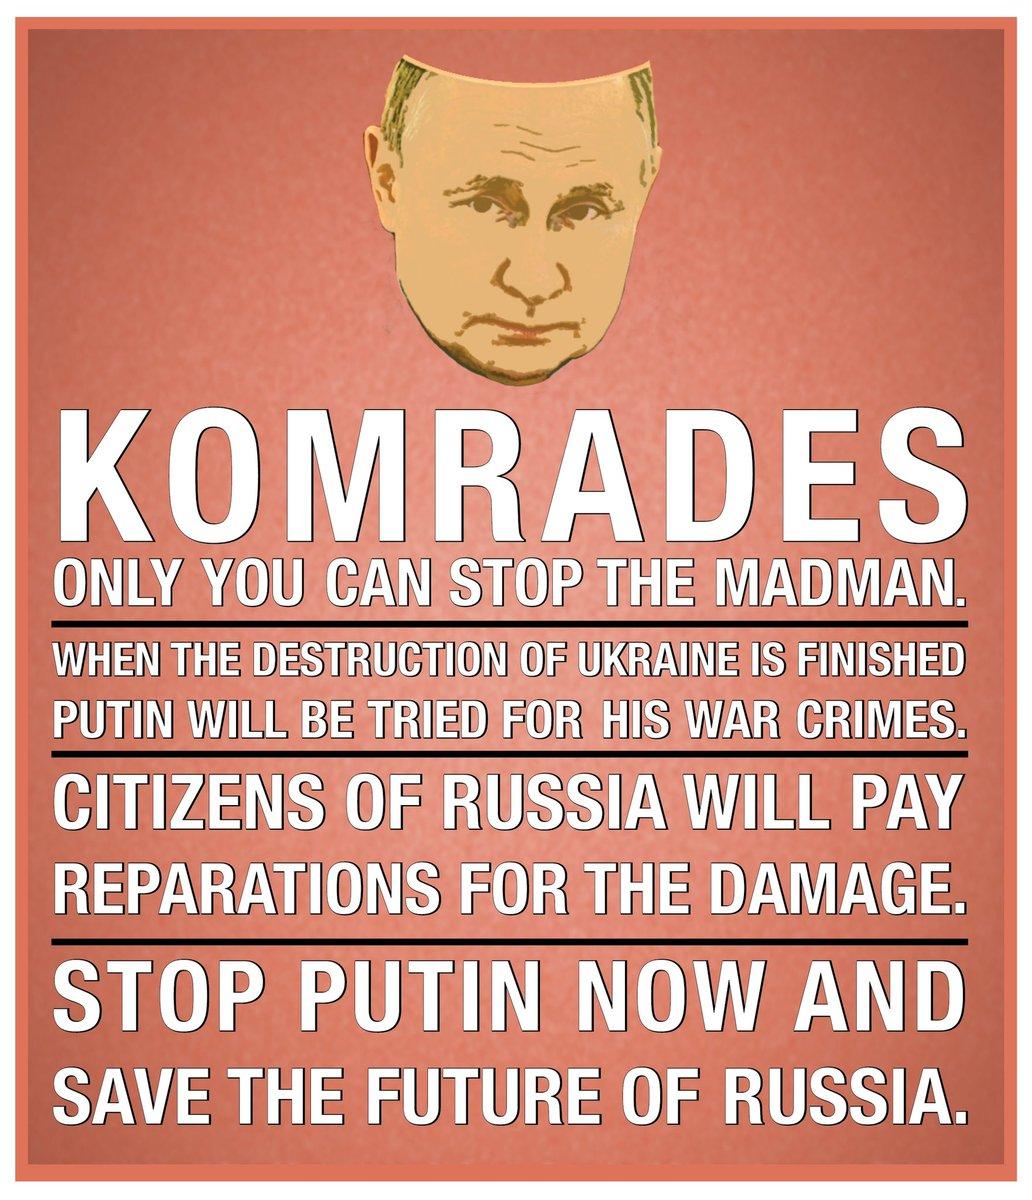 KOMRADES
ONLY YOU CAN STOP THE MADMAN.
WHEN THE DESTRUCTION OF UKRAINE IS FINISHED
PUTIN WILL BE TRIED FOR HIS WAR CRIMES.
CITIZENS OF RUSSIA WILL PAY
REPARATIONS FOR THE DAMAGE.
STOP PUTIN NOW AND
SAVE THE FUTURE OF RUSSIA.